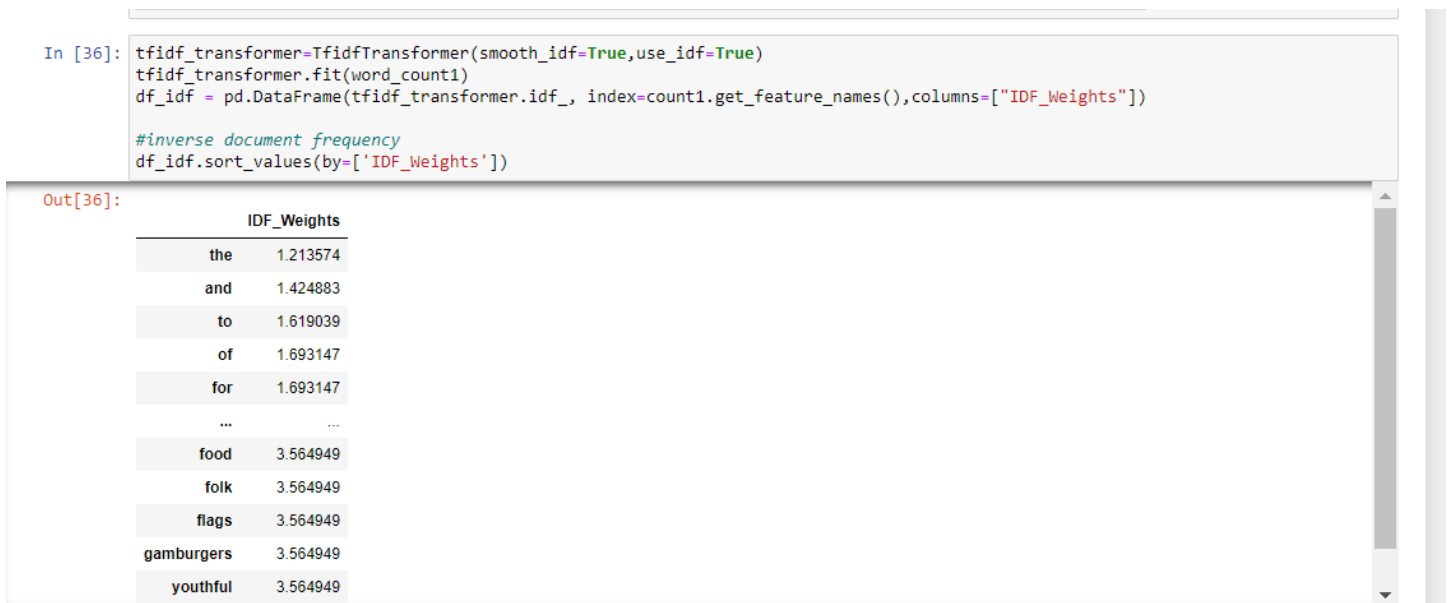 In [36]: tfidf_transformer=TfidfTransformer(smooth_idf=True,use_idf=True)
tfidf_transformer.fit(word_count1)
df_idf = pd.DataFrame(tfidf_transformer.idf_, index=count1.get_feature_names(),columns=["IDF_Weights"])
#inverse document frequency
df_idf.sort_values(by=['IDF_Weights'])
Out[36]:
IDF_Weights
the 1.213574
and 1.424883
to 1.619039
of 1.693147
for 1.693147
... ...
food 3.564949
folk 3.564949
flags 3.564949
gamburgers 3.564949
youthful 3.564949